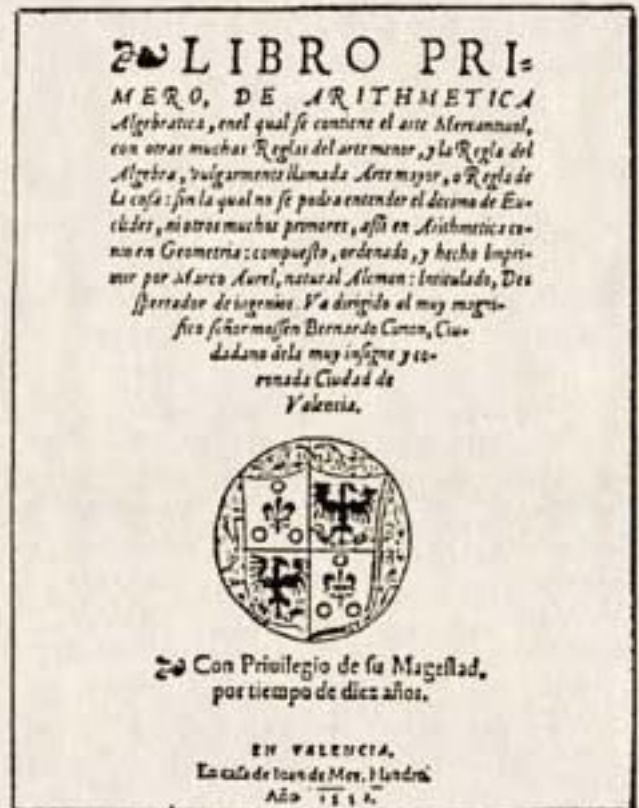 LIBRO PRI=
MERO, DE ARITHMETICA
Algebratica, enel qual se contiene el arte Mercantiuol,
con otras muchas Reglas del arte menor, y la Regla del
Algebra, vulgarmente llamada Arte mayor, o Regla de
la cosa: sin la qual no se podra entender el decimo de Eu-
clides, ni otros muchos primores, assi en Arithmetica co-
mo en Geometria: compuesto, ordenado, y hecho Impri-
mir por Marco Aurel, natural Aleman: Intitulado, Des
pertador de ingenios. Va dirigido al muy magni-
fico señor mossen Bernardo Cimon, Ciu-
dadano dela muy insigne y co-
ronada Ciudad de
Valencia.
Con Priuilegio de su Magestad,
por tiempo de diez años.
EN VALENCIA.
En casa de Ioan de Mey, Flandro
Año